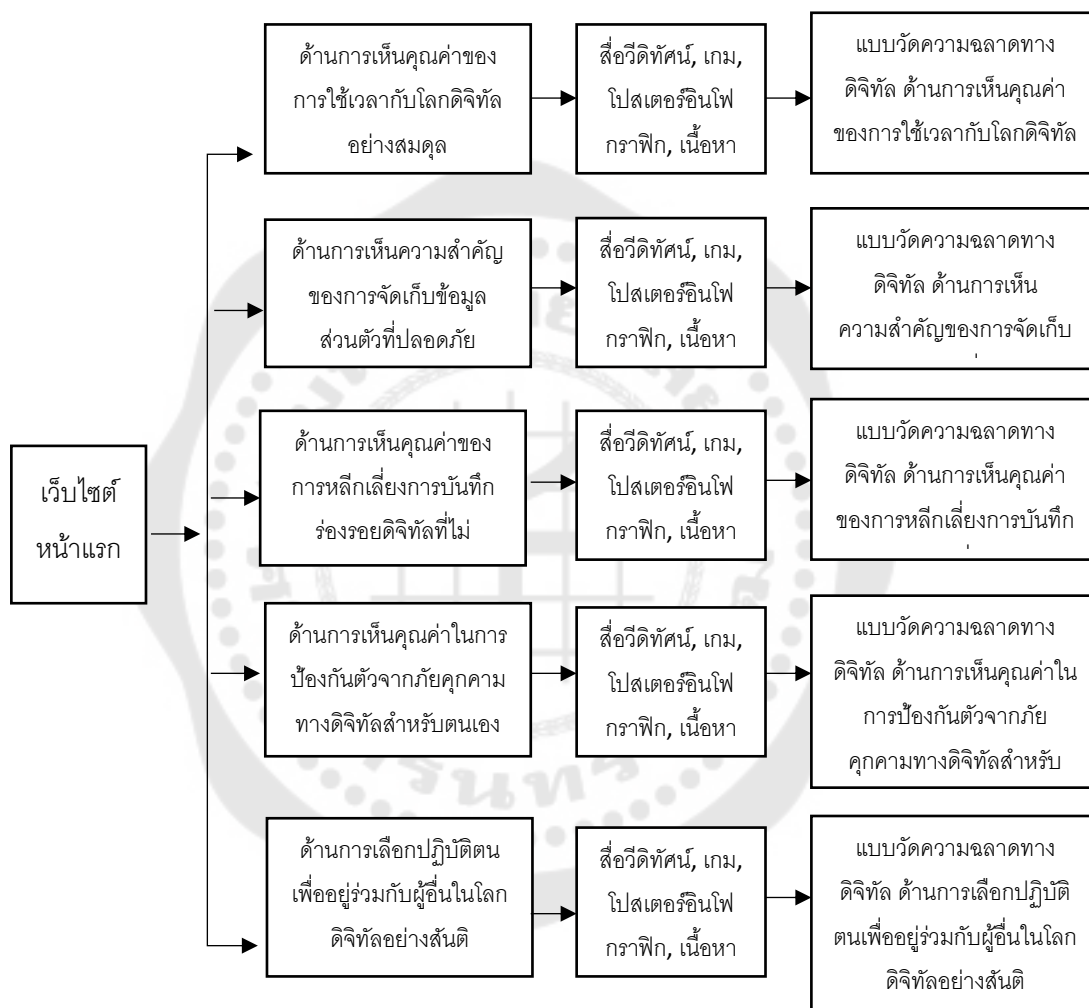 ด้านการเห็นคุณค่าของ
การใช้เวลากับโลกดิจิทัล
อย่างสมดุล
สื่อวีดิทัศน์, เกม,
โปสเตอร์อินโฟ
กราฟิก, เนื้อหา
แบบวัดความฉลาดทาง
ดิจิทัล ด้านการเห็นคุณค่า
ของการใช้เวลากับโลกดิจิทัล
ด้านการเห็นความสำคัญ
ของการจัดเก็บข้อมูล
ส่วนตัวที่ปลอดภัย
สื่อวีดิทัศน์, เกม,
โปสเตอร์อินโฟ
กราฟิก, เนื้อหา
แบบวัดความฉลาดทาง
ดิจิทัล ด้านการเห็น
ความสำคัญของการจัดเก็บ
เว็บไซต์
หน้าแรก
ด้านการเห็นคุณค่าของ
การหลีกเลี่ยงการบันทึก
ร่องรอยดิจิทัลที่ไม่
สื่อวีดิทัศน์, เกม,
โปสเตอร์อินโฟ
กราฟิก, เนื้อหา
แบบวัดความฉลาดทาง
ดิจิทัล ด้านการเห็นคุณค่า
ของการหลีกเลี่ยงการบันทึก
ด้านการเห็นคุณค่าในการ
ป้องกันตัวจากภัยคุกคาม
ทางดิจิทัลสำหรับตนเอง
สื่อวีดิทัศน์, เกม,
โปสเตอร์อินโฟ
กราฟิก, เนื้อหา
แบบวัดความฉลาดทาง
ดิจิทัล ด้านการเห็นคุณค่าใน
การป้องกันตัวจากภัย
คุกคามทางดิจิทัลสำหรับ
ด้านการเลือกปฏิบัติตน
เพื่ออยู่ร่วมกับผู้อื่นในโลก
ดิจิทัลอย่างสันติ
สื่อวีดิทัศน์, เกม,
โปสเตอร์อินโฟ
กราฟิก, เนื้อหา
แบบวัดความฉลาดทาง
ดิจิทัล ด้านการเลือกปฏิบัติ
ตนเพื่ออยู่ร่วมกับผู้อื่นในโลก
ดิจิทัลอย่างสันติ